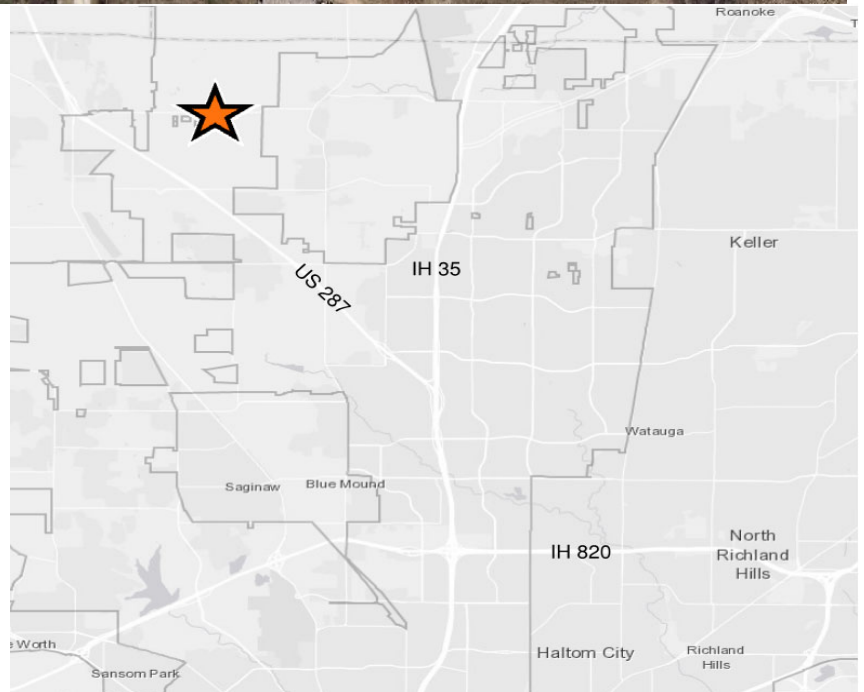 Roanoke
T
Keller
IH 35
US 287
Watauga
Saginaw
Blue Mound
North
Richland
Hills
IH 820
e Worth
Haltom City
Richland
Hills
Sansom Park